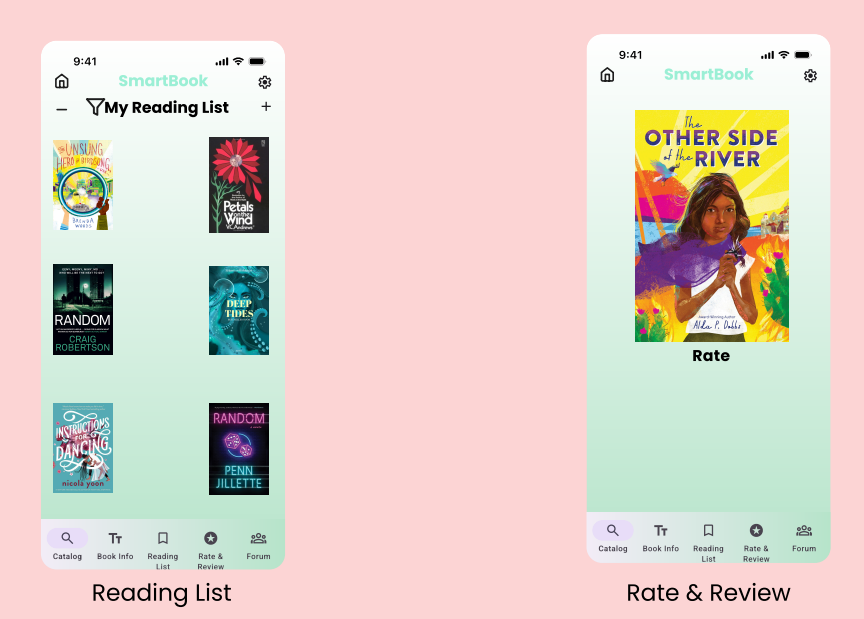 9:41
SmartBook
My Reading List
UNSUNG
HERO of BIRDSONG,
BRENDA
WOODS
Petals
on the
Wind
V.C. Andrews
RANDOM
CRAIG
ROBERTSON
DEEP
TIDES
INSTRUCTIONS
FOR
DANCING
nicola yoon
RANDOM
PENN
JILLETTE
Catalog
Book Info
Reading
List
Rate &
Review
Forum
Reading List
9:41
SmartBook
The
OTHER SIDE
of the RIVER
Award-Winning Author
Alda P. Dobbs
Rate
Catalog
Book Info
Reading
List
Rate &
Review
Forum
Rate & Review